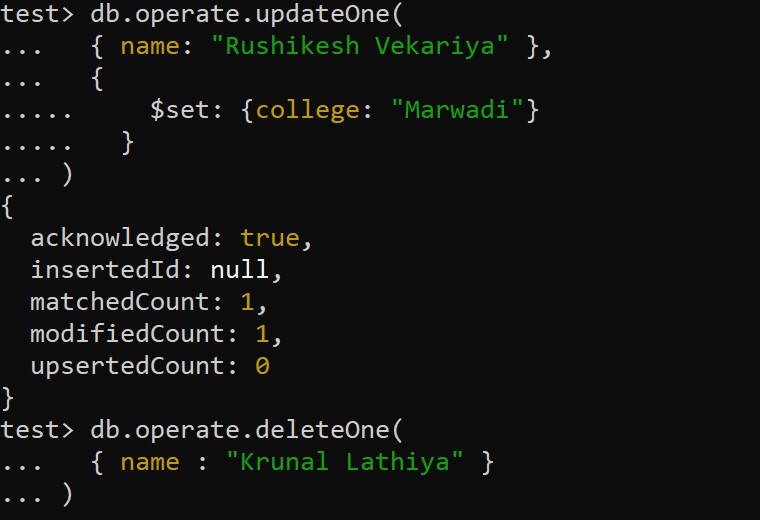 test> db.operate.updateOne(
...   { name: "Rushikesh Vekariya" },
...   {
.....     $set: {college: "Marwadi"}
.....   }
... )
{
  acknowledged: true,
  insertedId: null,
  matchedCount: 1,
  modifiedCount: 1,
  upsertedCount: 0
}
test> db.operate.deleteOne(
...   { name : "Krunal Lathiya" }
... )